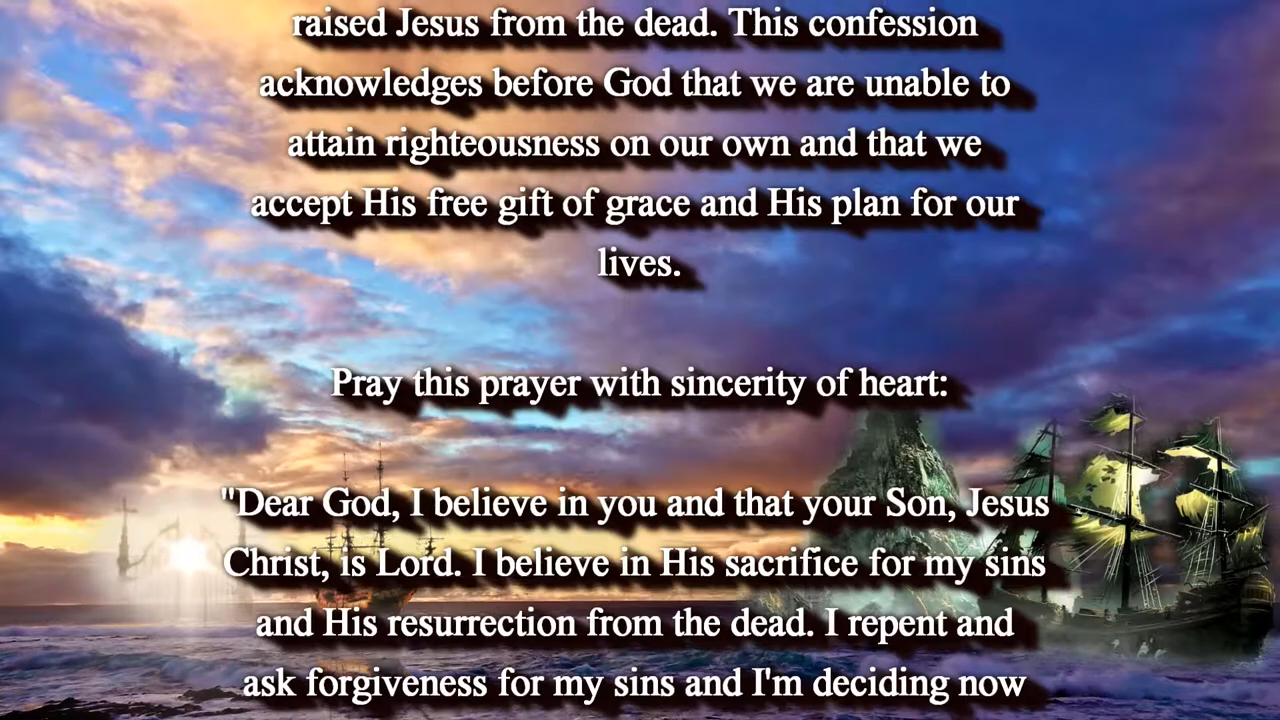 raised Jesus from the dead. This confession
acknowledges before God that we are unable to
attain righteousness on our own and that we
accept His free gift of grace and His plan for our
lives.
Pray this prayer with sincerity of heart:
"Dear God, I believe in you and that your Son, Jesus
Christ, is Lord. I believe in His sacrifice for my sins
and His resurrection from the dead. I repent and
ask forgiveness for my sins and I'm deciding now